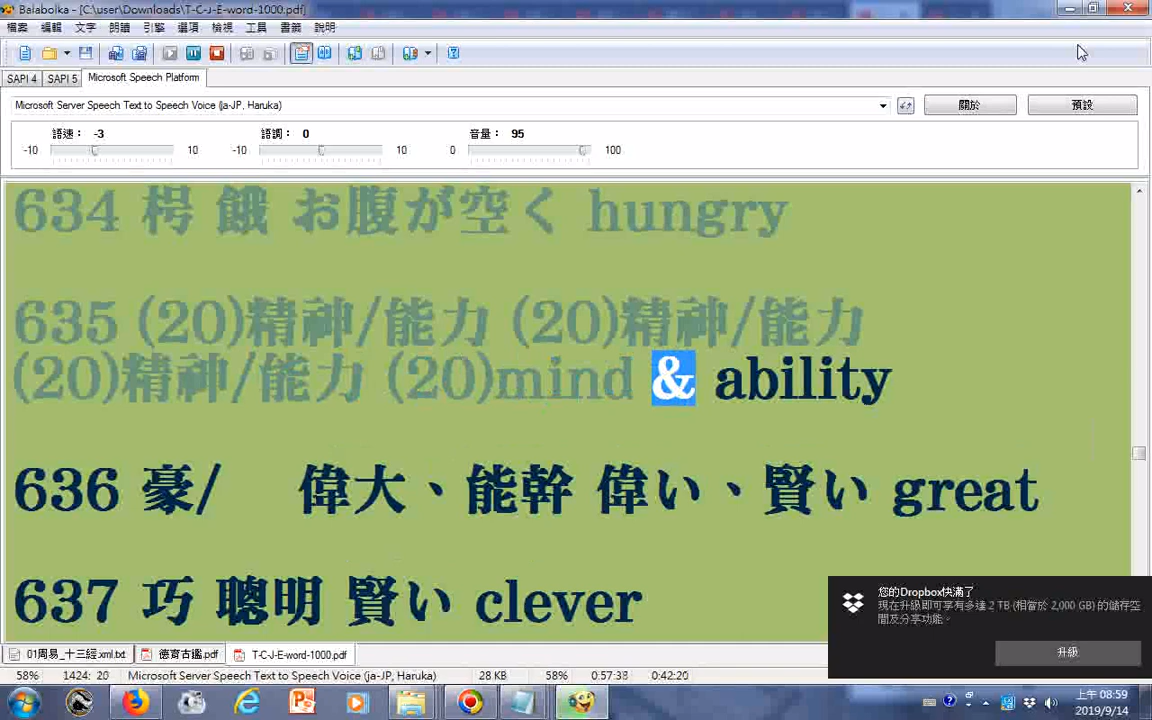 Balabolka - [C:\user\Downloads\T-C-J-E-word-1000.pdf]
檔案 編輯 文字 朗讀 引擎 選項 檢視 工具 書籤 說明
SAPI 4 SAPI 5 Microsoft Speech Platform
Microsoft Server Speech Text to Speech Voice (ja-JP, Haruka) 關於 預設
語速： -3 語調： 0 音量： 95
-10 10 -10 10 0 100
634 枵 餓 お腹が空く hungry
635 (20)精神/能力 (20)精神/能力
(20)精神/能力 (20)mind & ability
636 豪/ 偉大、能幹 偉い、賢い great
637 巧 聰明 賢い clever
您的Dropbox快滿了
現在升級即可享有多達 2 TB (相當於 2,000 GB) 的儲存空
間及分享功能。
升級
01周易_十三經.xml.txt 德育古鑑.pdf T-C-J-E-word-1000.pdf
58% 1424: 20 Microsoft Server Speech Text to Speech Voice (ja-JP, Haruka) 28 KB 58% 0:57:38 0:42:20
上午 08:59
2019/9/14